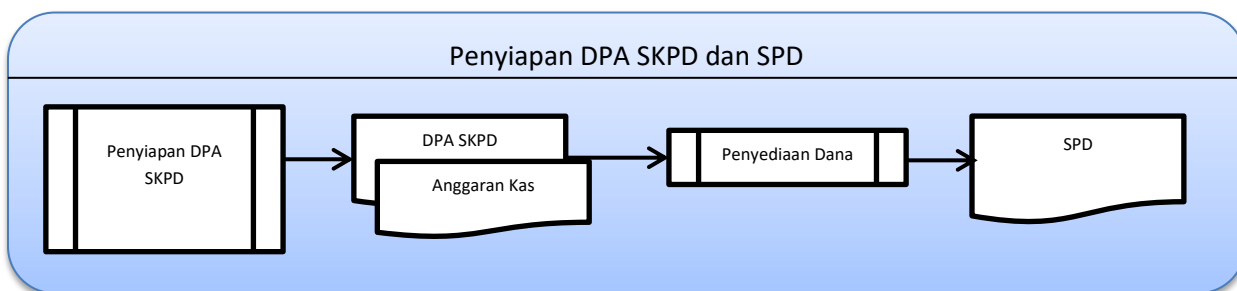 Penyiapan DPA SKPD dan SPD
Penyiapan DPA
SKPD
DPA SKPD
Anggaran Kas
Penyediaan Dana
SPD